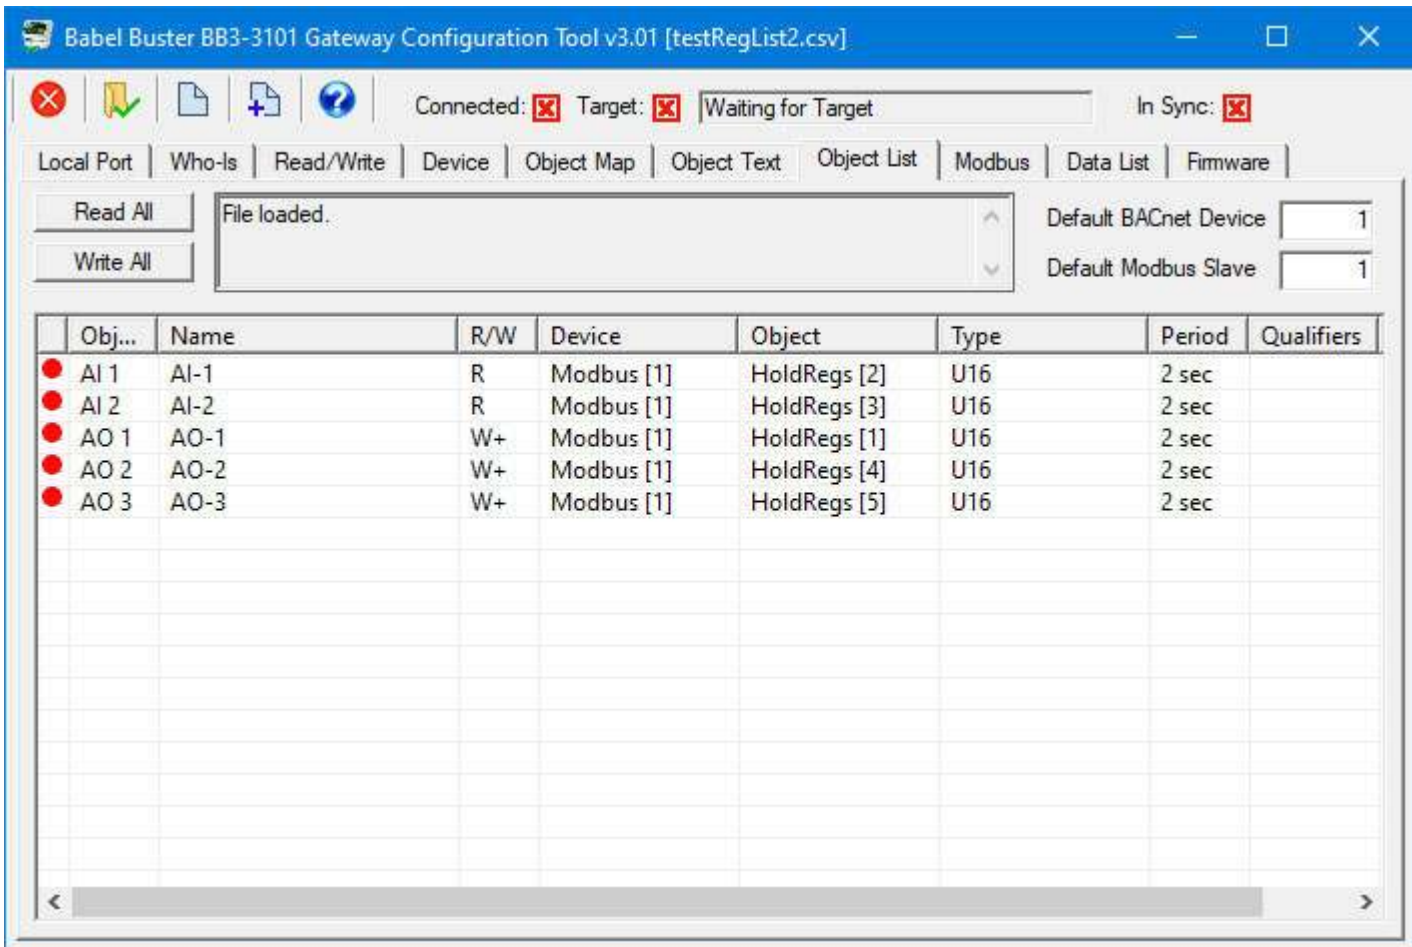 Babel Buster BB3-3101 Gateway Configuration Tool v3.01 [testRegList2.csv]
Connected: Target: Waiting for Target In Sync:
Local Port Who-Is Read/Write Device Object Map Object Text Object List Modbus Data List Firmware
Read All File loaded. Default BACnet Device 1
Write All Default Modbus Slave 1
Obj... Name R/W Device Object Type Period Qualifiers
AI 1 AI-1 R Modbus [1] HoldRegs [2] U16 2 sec
AI 2 AI-2 R Modbus [1] HoldRegs [3] U16 2 sec
AO 1 AO-1 W+ Modbus [1] HoldRegs [1] U16 2 sec
AO 2 AO-2 W+ Modbus [1] HoldRegs [4] U16 2 sec
AO 3 AO-3 W+ Modbus [1] HoldRegs [5] U16 2 sec